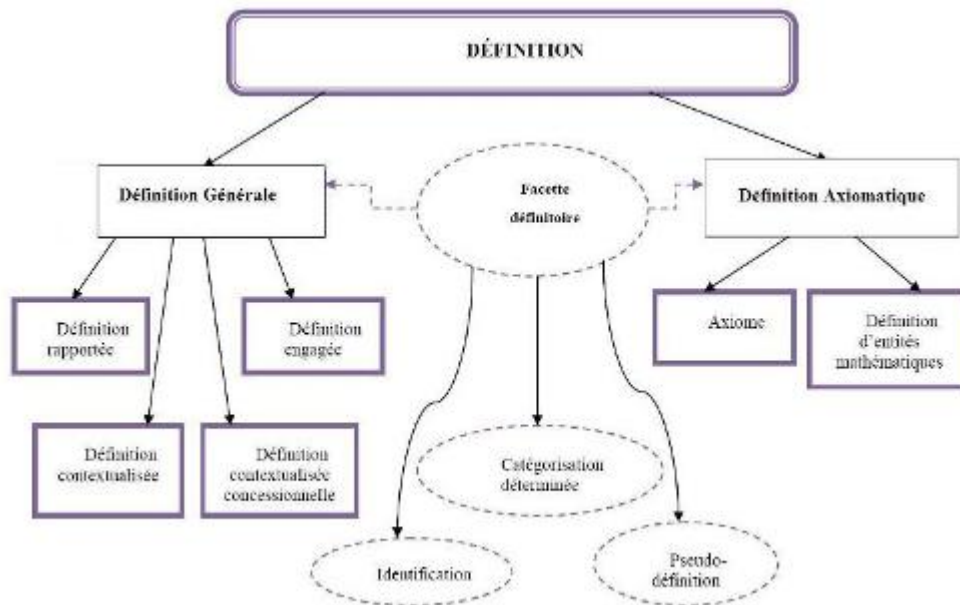 DÉFINITION
Définition Générale
Facette
définitoire
Définition Axiomatique
Définition
rapportée
Définition
engagée
Axiome
Définition
d'entités
mathématiques
Définition
contextualisée
Définition
contextualisée
concessionnelle
Catégorisation
déterminée
Identification
Pseudo-
définition